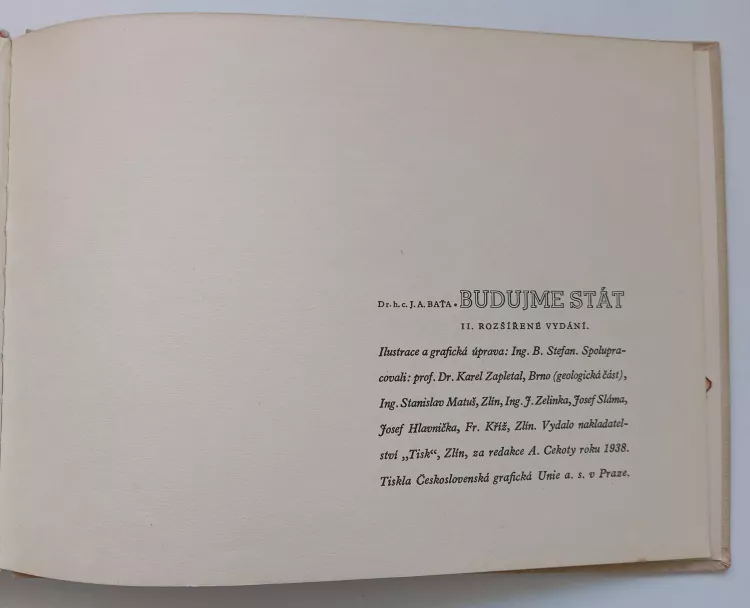 Dr. h. c. J. A. BAŤA • BUDUJME STÁT
II. ROZŠÍŘENÉ VYDÁNÍ.
Ilustrace a grafická úprava: Ing. B. Stefan. Spolupra-
covali: prof. Dr. Karel Zapletal, Brno (geologická část),
Ing. Stanislav Matuš, Zlín, Ing. J. Zelinka, Josef Sláma,
Josef Hlavnička, Fr. Kříž, Zlín. Vydalo nakladatel-
ství „Tisk“, Zlín, za redakce A. Cekoty roku 1938.
Tiskla Československá grafická Unie a. s. v Praze.